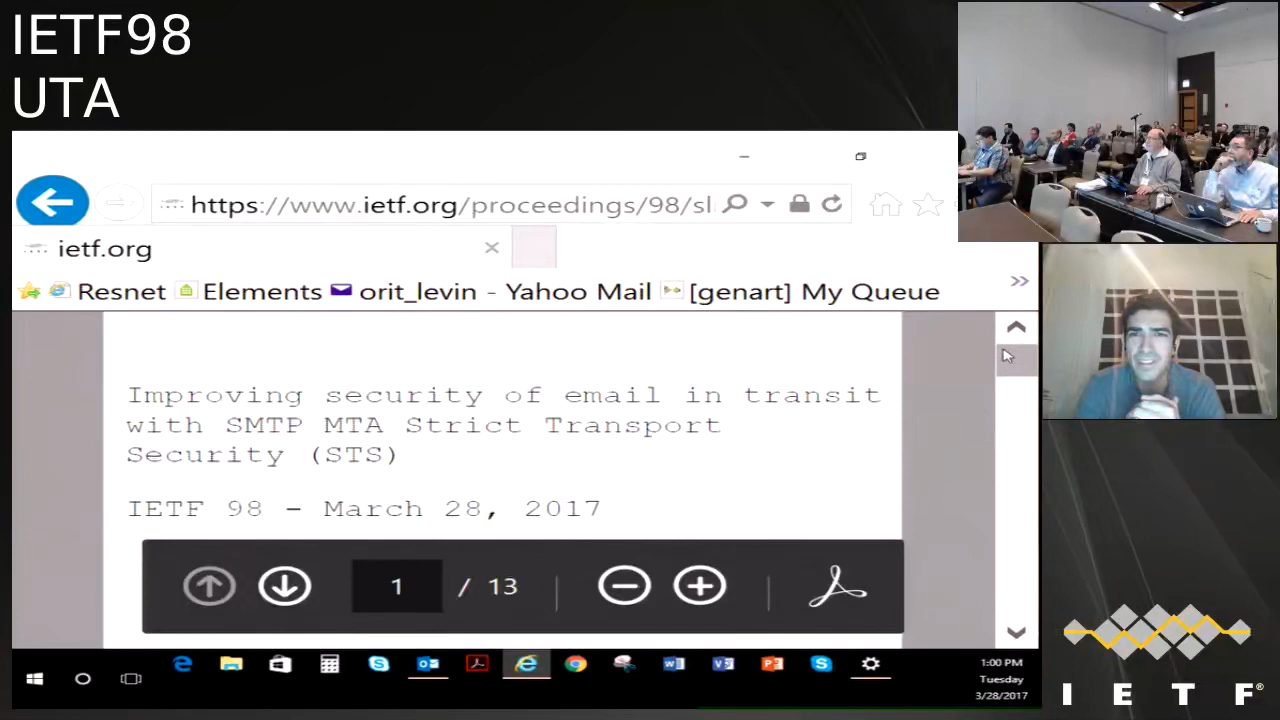 IETF98
UTA
https://www.ietf.org/proceedings/98/sl
ietf.org
Resnet Elements orit_levin - Yahoo Mail [genart] My Queue
Improving security of email in transit
with SMTP MTA Strict Transport
Security (STS)
IETF 98 - March 28, 2017
1 / 13
1:00 PM
Tuesday
3/28/2017
I E T F®